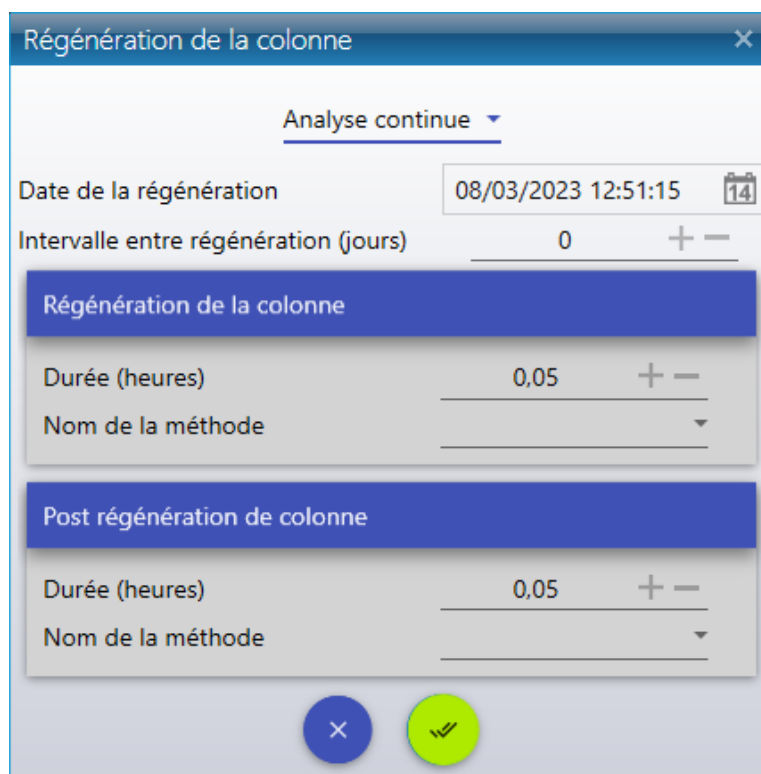 Régénération de la colonne
Analyse continue
Date de la régénération 08/03/2023 12:51:15 14
Intervalle entre régénération (jours) 0
Régénération de la colonne
Durée (heures) 0,05
Nom de la méthode
Post régénération de colonne
Durée (heures) 0,05
Nom de la méthode